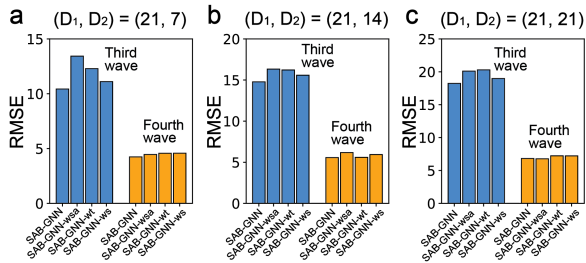 a (D₁, D₂) = (21, 7)
RMSE
15
10
5
0
Third
wave
Fourth
wave
SAB-GNN
SAB-GNN-wsa
SAB-GNN-wt
SAB-GNN-ws
SAB-GNN
SAB-GNN-wsa
SAB-GNN-wt
SAB-GNN-ws
b (D₁, D₂) = (21, 14)
RMSE
20
15
10
5
0
Third
wave
Fourth
wave
SAB-GNN
SAB-GNN-wsa
SAB-GNN-wt
SAB-GNN-ws
SAB-GNN
SAB-GNN-wsa
SAB-GNN-wt
SAB-GNN-ws
c (D₁, D₂) = (21, 21)
RMSE
25
20
15
10
5
0
Third
wave
Fourth
wave
SAB-GNN
SAB-GNN-wsa
SAB-GNN-wt
SAB-GNN-ws
SAB-GNN
SAB-GNN-wsa
SAB-GNN-wt
SAB-GNN-ws